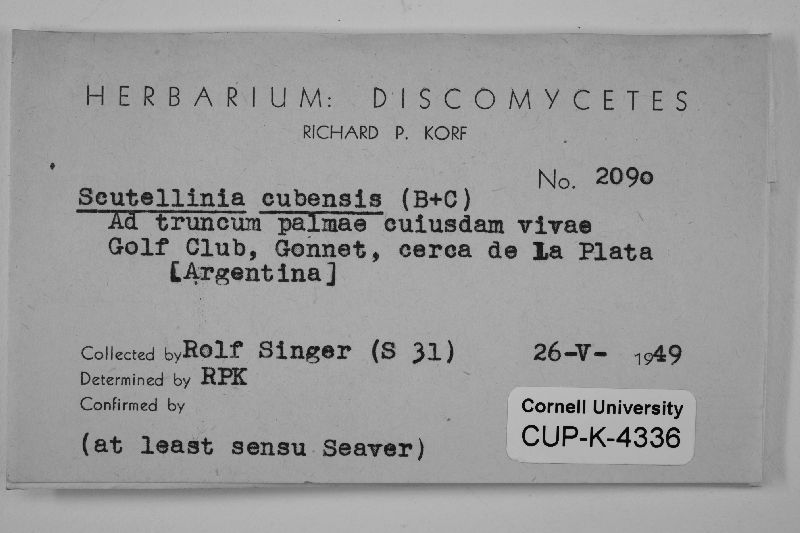 HERBARIUM: DISCOMYCETES
RICHARD P. KORF
No. 2090
Scutellinia cubensis (B+C)
Ad truncum palmae cuiusdam vivae
Golf Club, Gonnet, cerca de La Plata
[Argentina]
Collected by Rolf Singer (S 31) 26-V- 1949
Determined by RPK
Confirmed by
(at least sensu Seaver)
Cornell University
CUP-K-4336